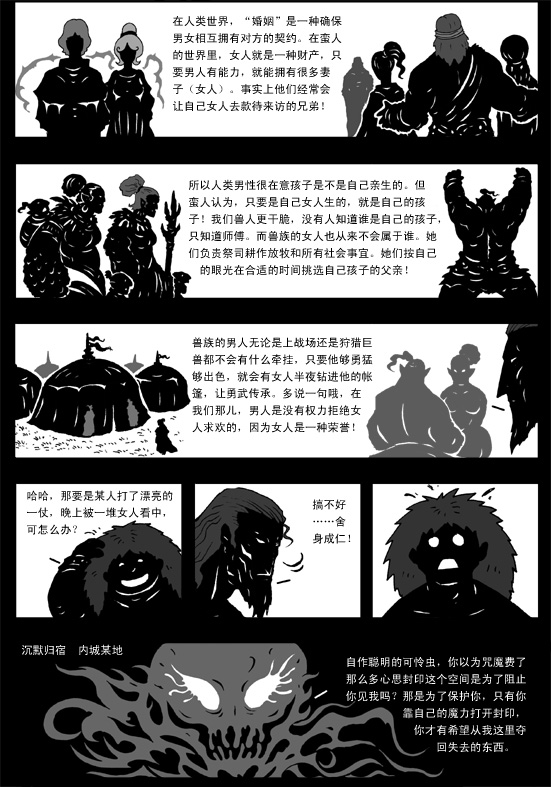 在人类世界，“婚姻”是一种确保
男女相互拥有对方的契约。在蛮人
的世界里，女人就是一种财产，只
要男人有能力，就能拥有很多妻
子（女人）。事实上他们经常会
让自己女人去款待来访的兄弟！
所以人类男性很在意孩子是不是自己亲生的。但
蛮人认为，只要是自己女人生的，就是自己的孩
子！我们兽人更干脆，没有人知道谁是自己的孩子，
只知道师傅。而兽族的女人也从来不会属于谁。她
们负责祭司耕作放牧和所有社会事宜。她们按自己
的眼光在合适的时间挑选自己孩子的父亲！
兽族的男人无论是上战场还是狩猎巨
兽都不会有什么牵挂，只要他够勇猛
够出色，就会有女人半夜钻进他的帐
篷，让勇武传承。多说一句哦，在
我们那儿，男人是没有权力拒绝女
人求欢的，因为女人是一种荣誉！
哈哈，那要是某人打了漂亮的
一仗，晚上被一堆女人看中，
可怎么办？
搞不好
……舍
身成仁！
沉默归宿　内城某地
自作聪明的可怜虫，你以为咒魔费了
那么多心思封印这个空间是为了阻止
你见我吗？那是为了保护你，只有你
靠自己的魔力打开封印，
你才有希望从我这里夺
回失去的东西。